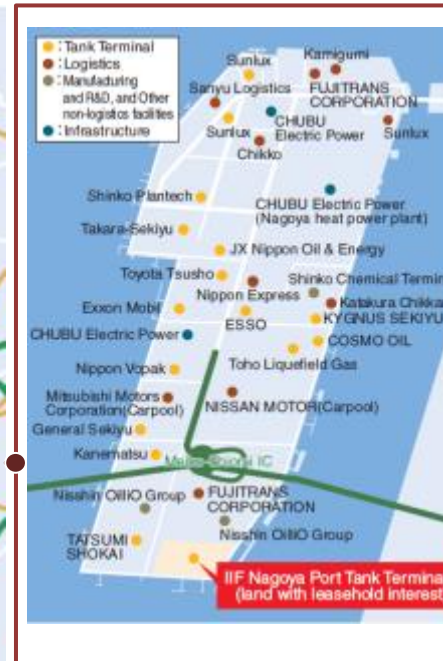 : Tank Terminal
: Logistics
: Manufacturing
and R&D, and Other
non-logistics facilities
: Infrastructure
Sunlux
Kamigumi
Sanyu Logistics
FUJITRANS
CORPORATION
CHUBU
Electric Power
Sunlux
Sunlux
Chikko
Shinko Plantech
CHUBU Electric Power
(Nagoya heat power plant)
Takara-Sekiyu
JX Nippon Oil & Energy
Toyota Tsusho
Shinko Chemical Termin
Nippon Express
Katakura Chikka
Exxon Mobil
ESSO
KYGNUS SEKIYU
CHUBU Electric Power
COSMO OIL
Toho Liquefield Gas
Nippon Vopak
Mitsubishi Motors
Corporation(Carpool)
NISSAN MOTOR(Carpool)
General Sekiyu
Kanematsu
IC
Nisshin OilliO Group
FUJITRANS
CORPORATION
Nisshin OilliO Group
TATSUMI
SHOKAI
IIF Nagoya Port Tank Termina
(land with leasehold interest